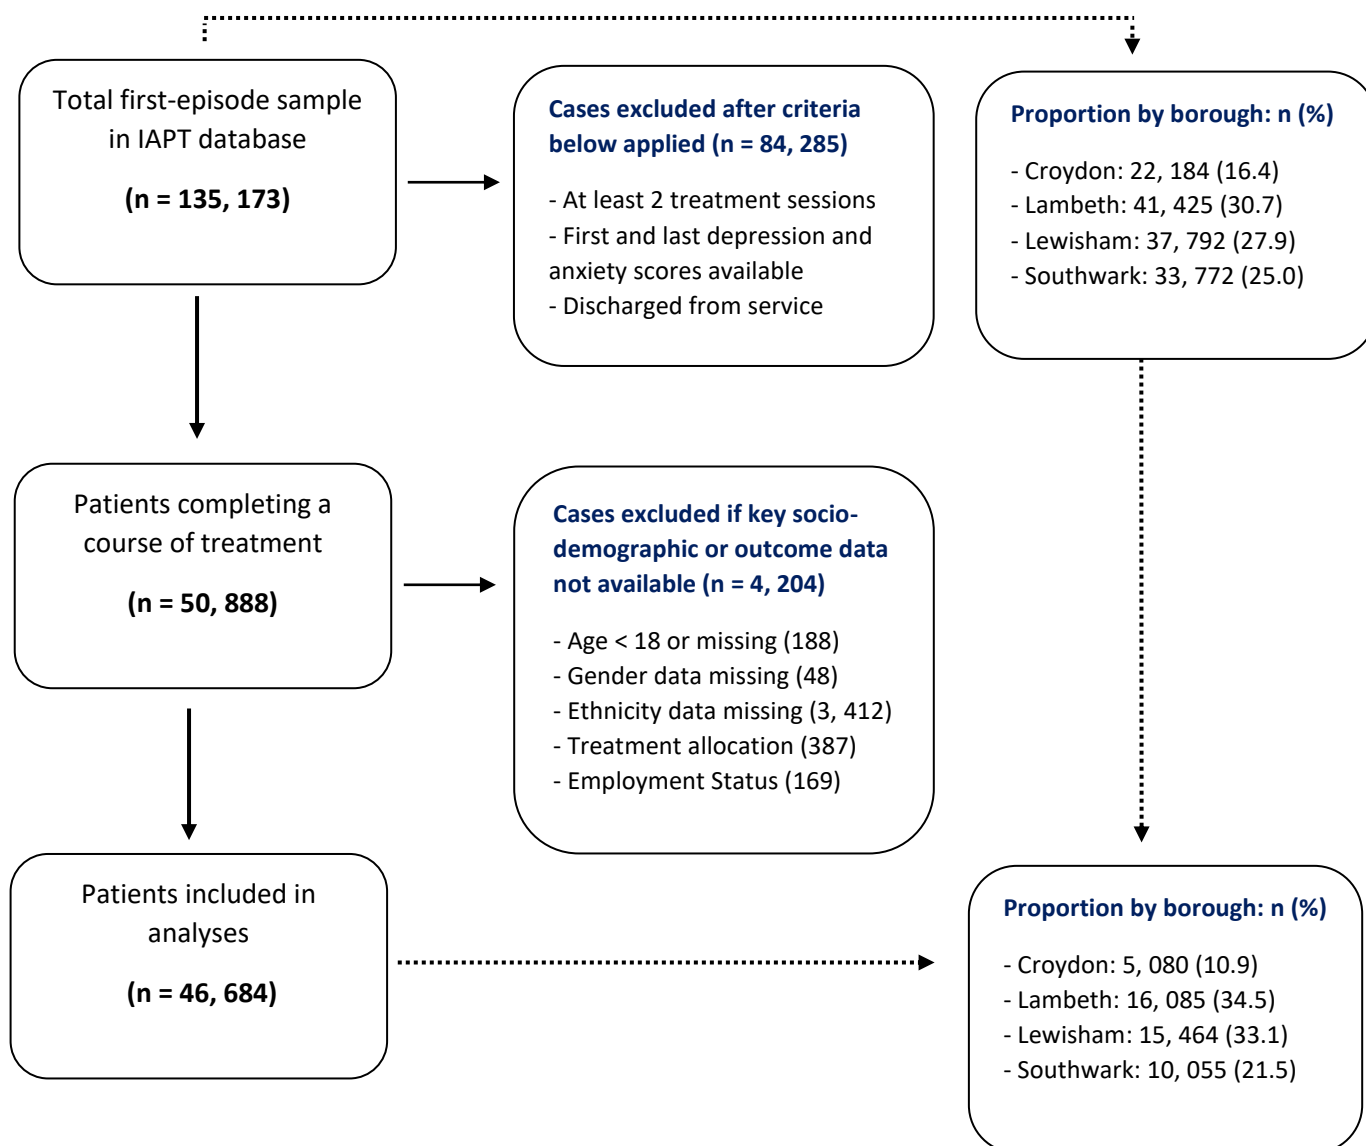 Total first-episode sample
in IAPT database
(n = 135, 173)
Cases excluded after criteria
below applied (n = 84, 285)
- At least 2 treatment sessions
- First and last depression and
anxiety scores available
- Discharged from service
Proportion by borough: n (%)
- Croydon: 22, 184 (16.4)
- Lambeth: 41, 425 (30.7)
- Lewisham: 37, 792 (27.9)
- Southwark: 33, 772 (25.0)
Patients completing a
course of treatment
(n = 50, 888)
Cases excluded if key socio-
demographic or outcome data
not available (n = 4, 204)
- Age < 18 or missing (188)
- Gender data missing (48)
- Ethnicity data missing (3, 412)
- Treatment allocation (387)
- Employment Status (169)
Patients included in
analyses
(n = 46, 684)
Proportion by borough: n (%)
- Croydon: 5, 080 (10.9)
- Lambeth: 16, 085 (34.5)
- Lewisham: 15, 464 (33.1)
- Southwark: 10, 055 (21.5)